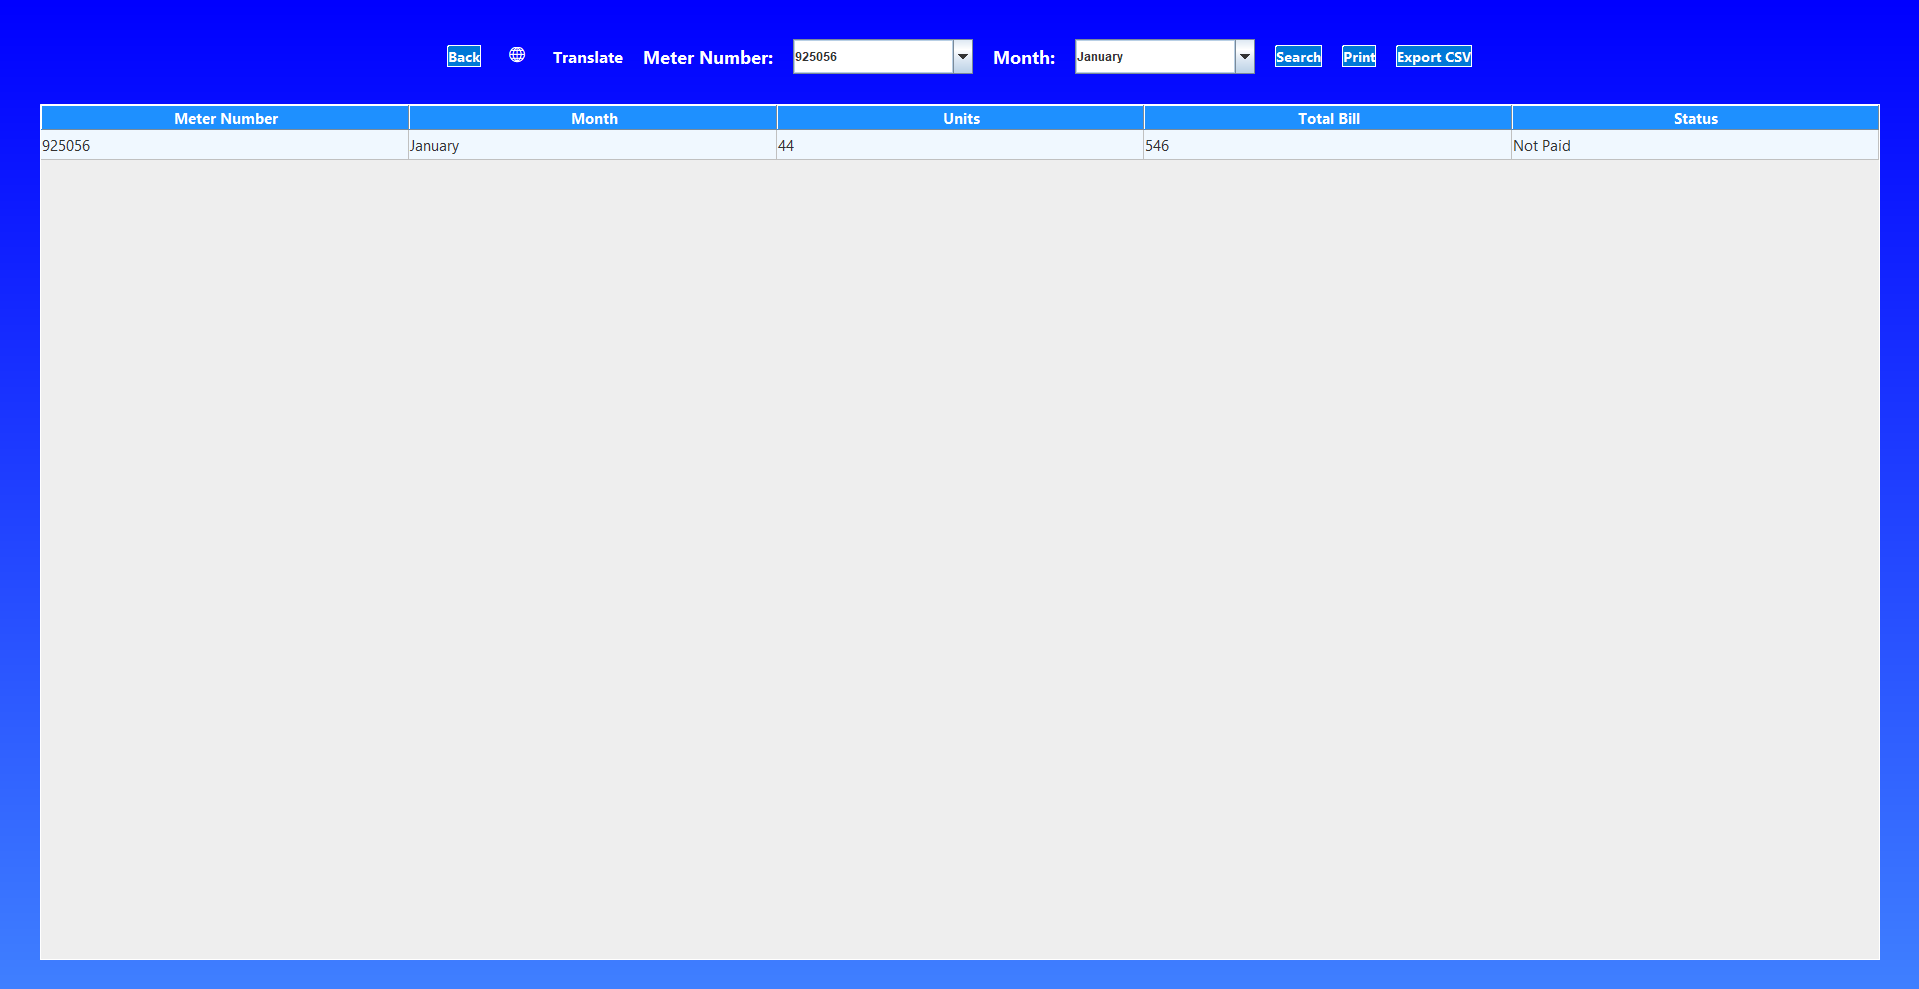 Back Translate Meter Number: 925056 Month: January Search Print Export CSV
Meter Number Month Units Total Bill Status
925056 January 44 546 Not Paid